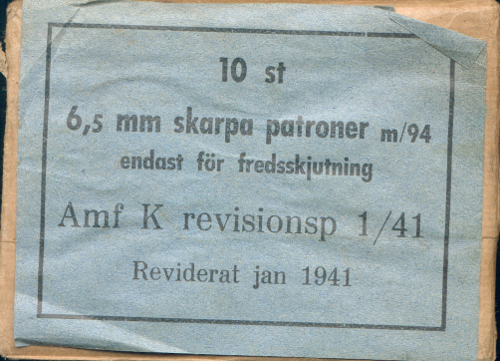 10 st
6,5 mm skarpa patroner m/94
endast för fredsskjutning
Amf K revisionsp 1/41
Reviderat jan 1941